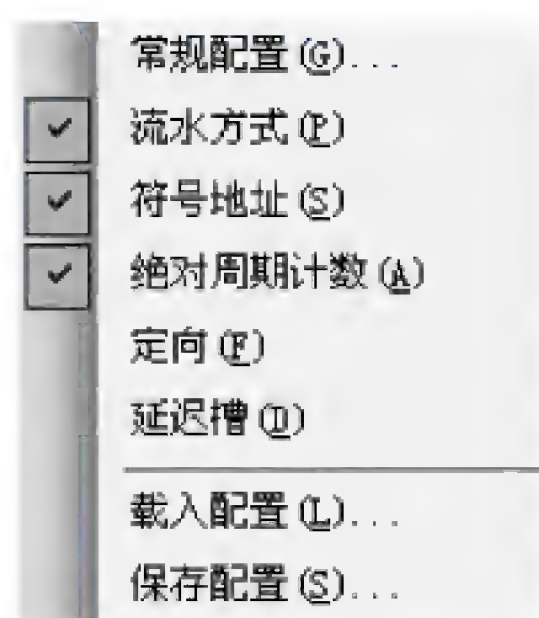 常规配置(G)...
流水方式(P)
符号地址(S)
绝对周期计数(A)
定向(F)
延迟槽(D)
载入配置(L)...
保存配置(S)...